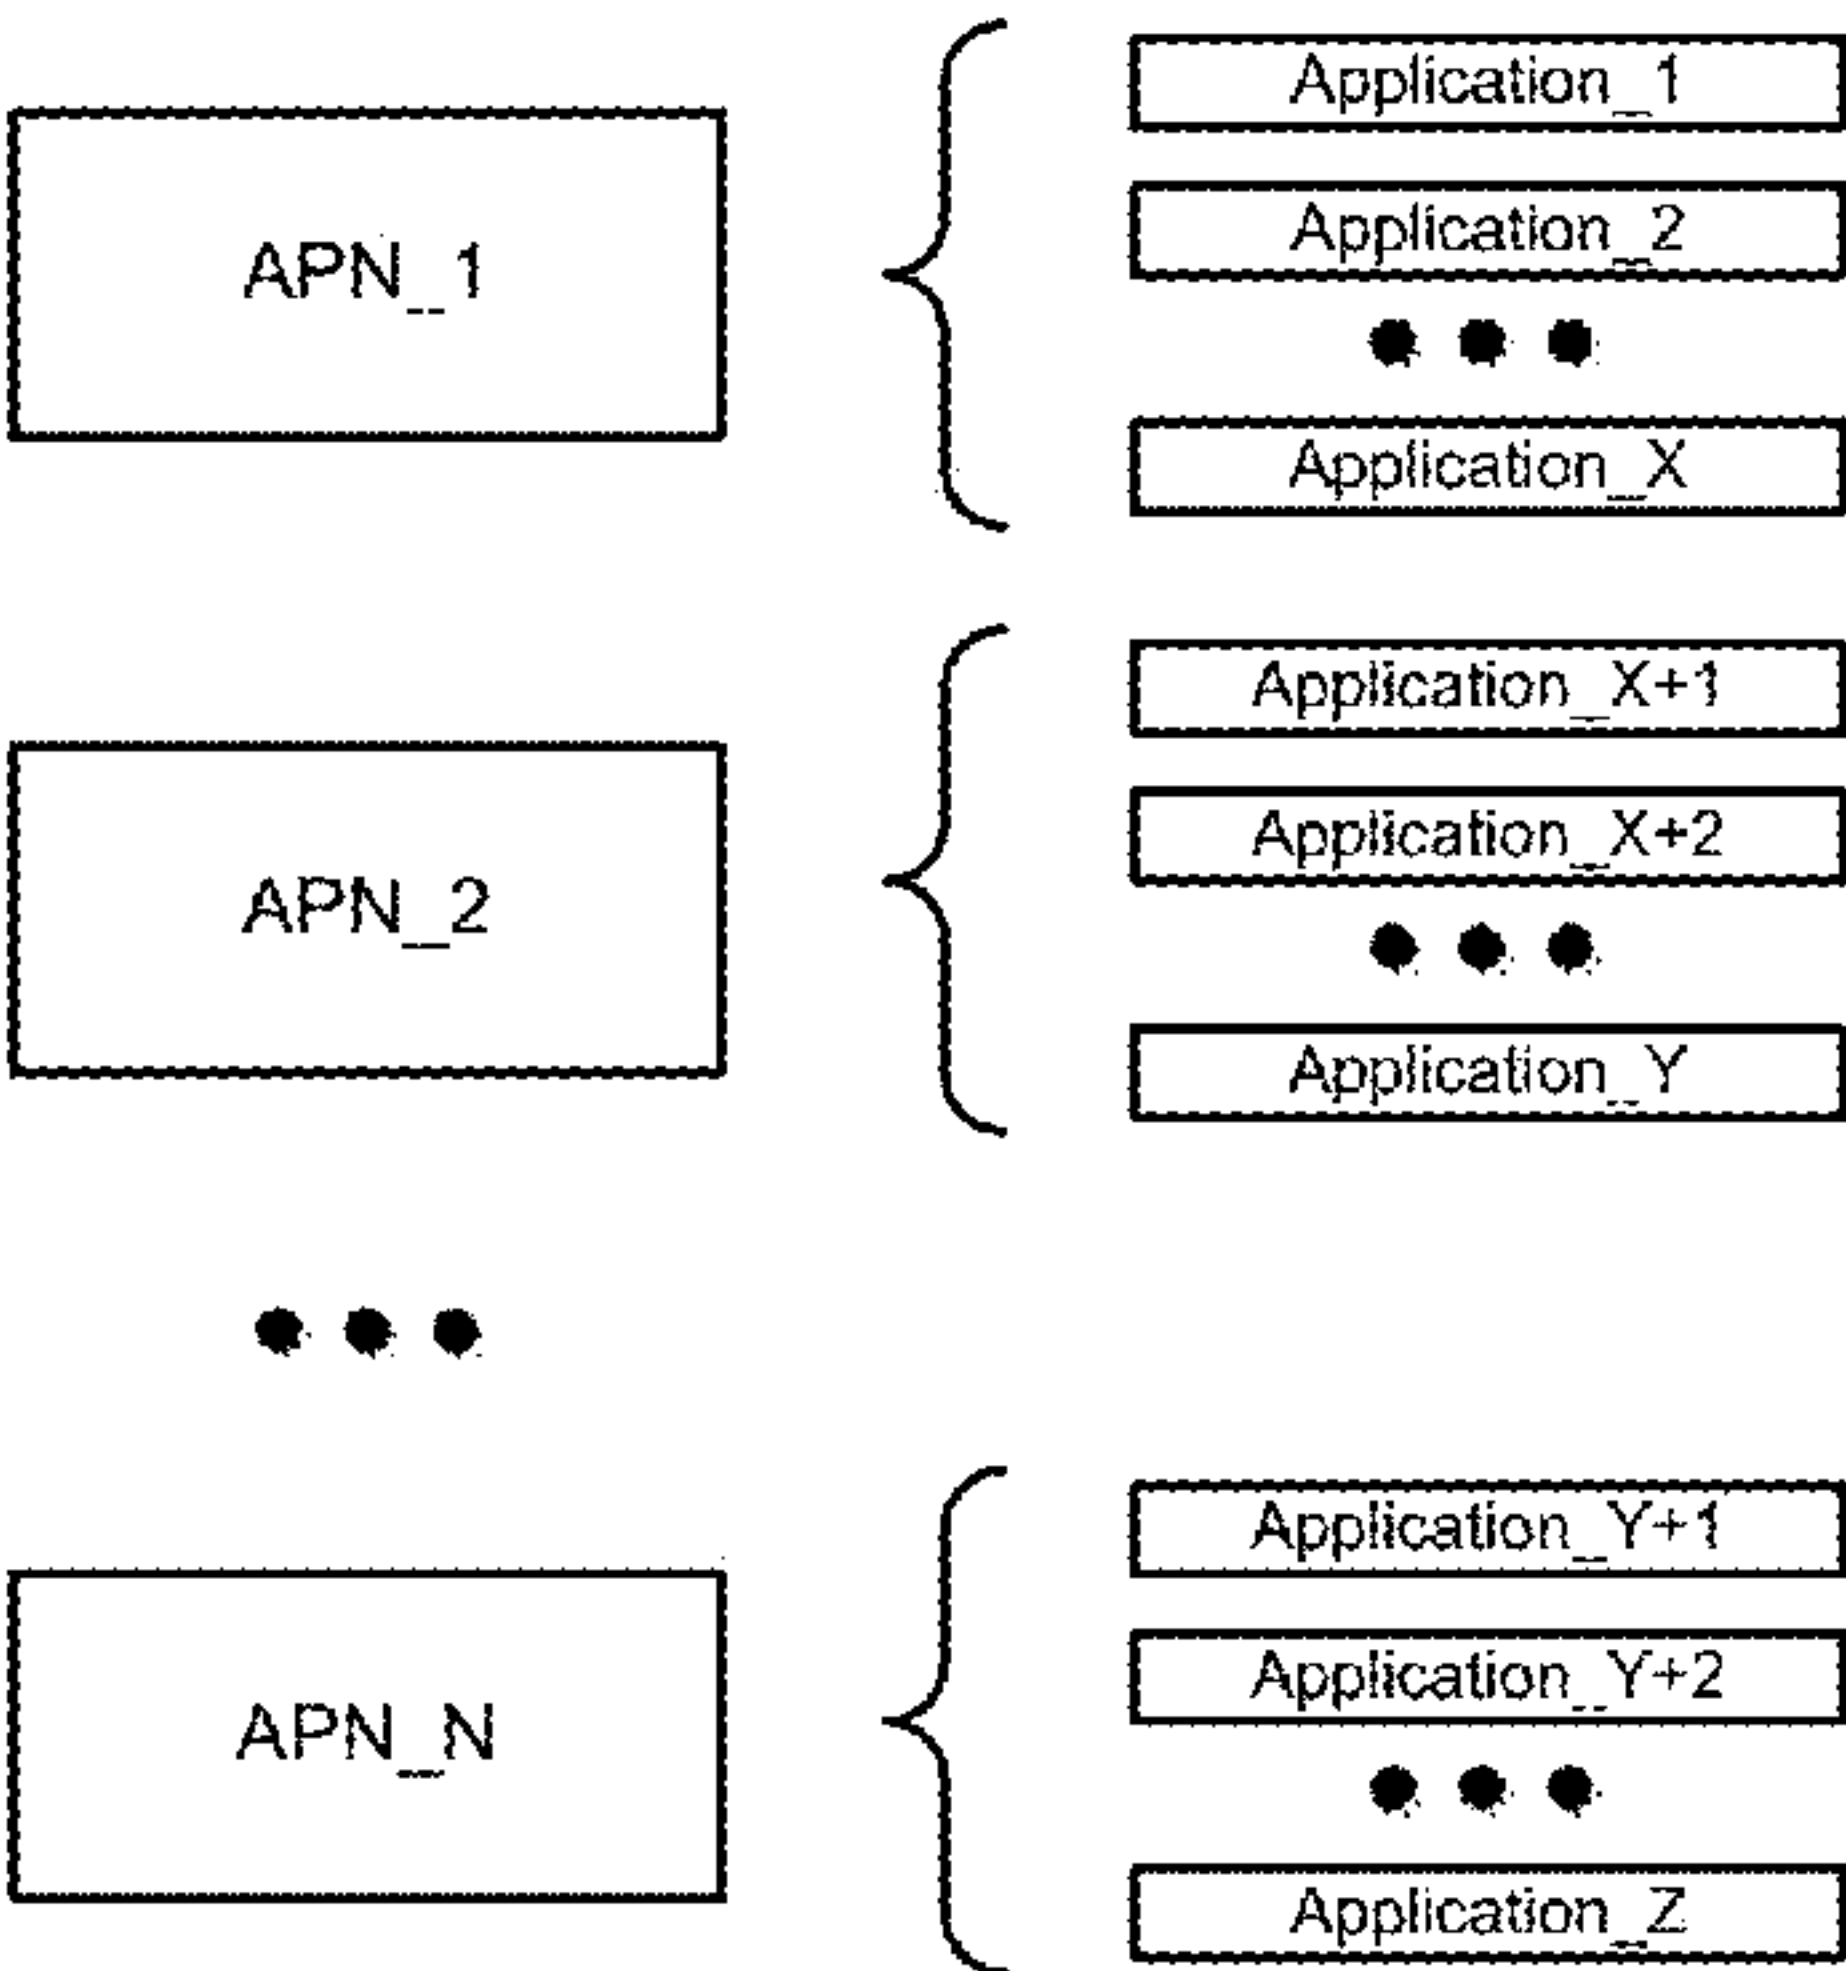 APN_1
Application_1
Application_2
Application_X
APN_2
Application_X+1
Application_X+2
Application_Y
APN_N
Application_Y+1
Application_Y+2
Application_Z